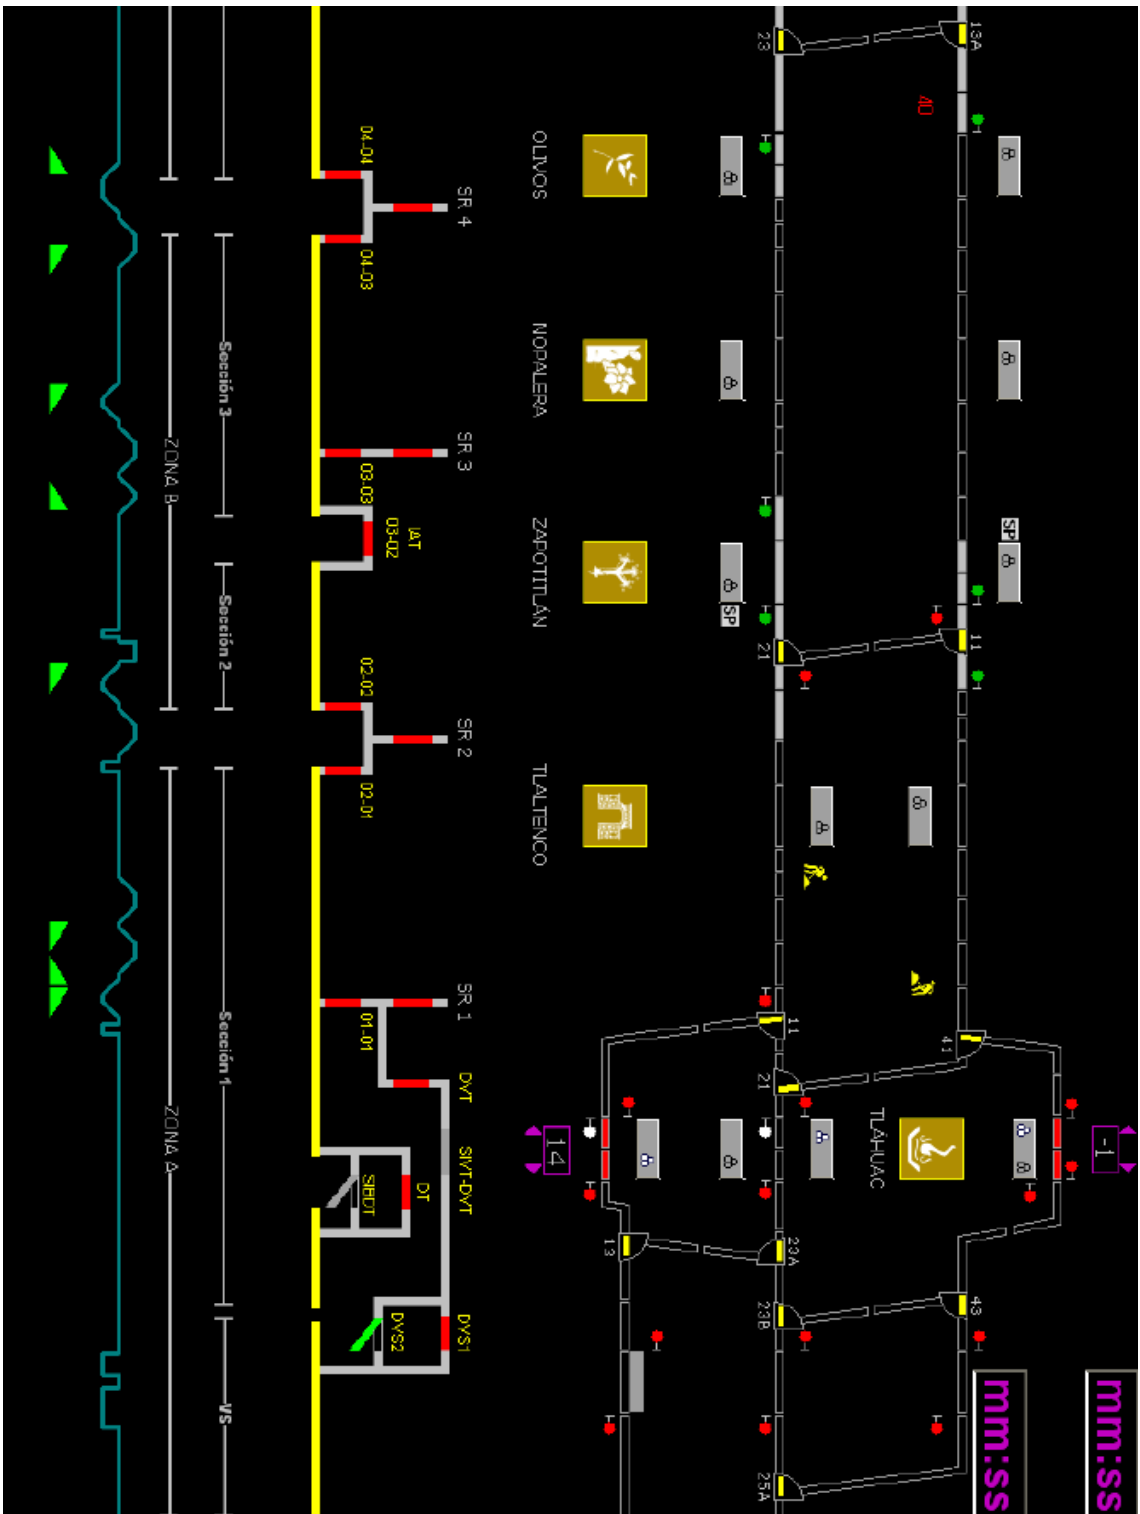 -1
mm:ss
SP
mm:ss
13A
11
43
41
40
TLÁHUAC
11
23A
23
21
21
23B
25A
SP
13
14
OLIVOS
NOPALERA
ZAPOTITLÁN
TLALTENCO
SR 4
SR 3
SR 2
SR 1
DVT
SIVT-DVT
DVS1
IAT
03-02
DT
04-04
04-03
03-03
02-02
02-01
01-01
SIBDT
DVS2
Sección 3
Sección 2
Sección 1
VS
ZONA B
ZONA A